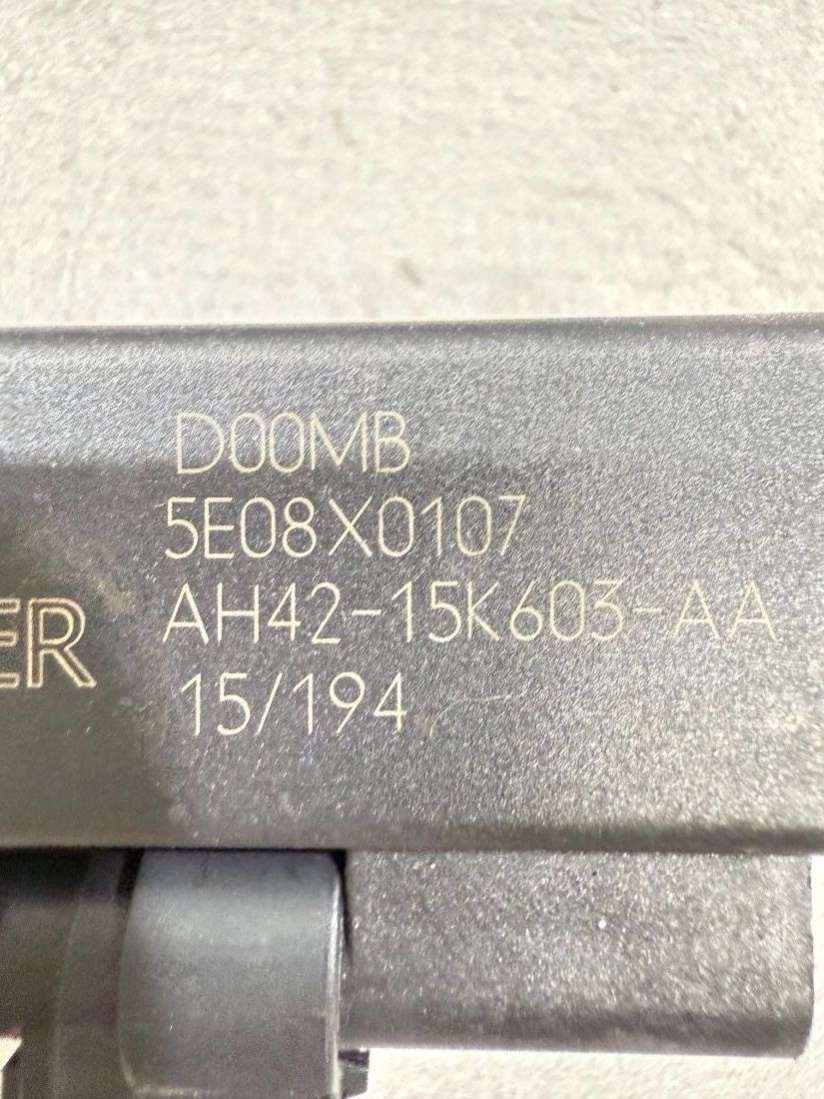 D00MB
5E08X0107
ER AH42-15K603-AA
15/194